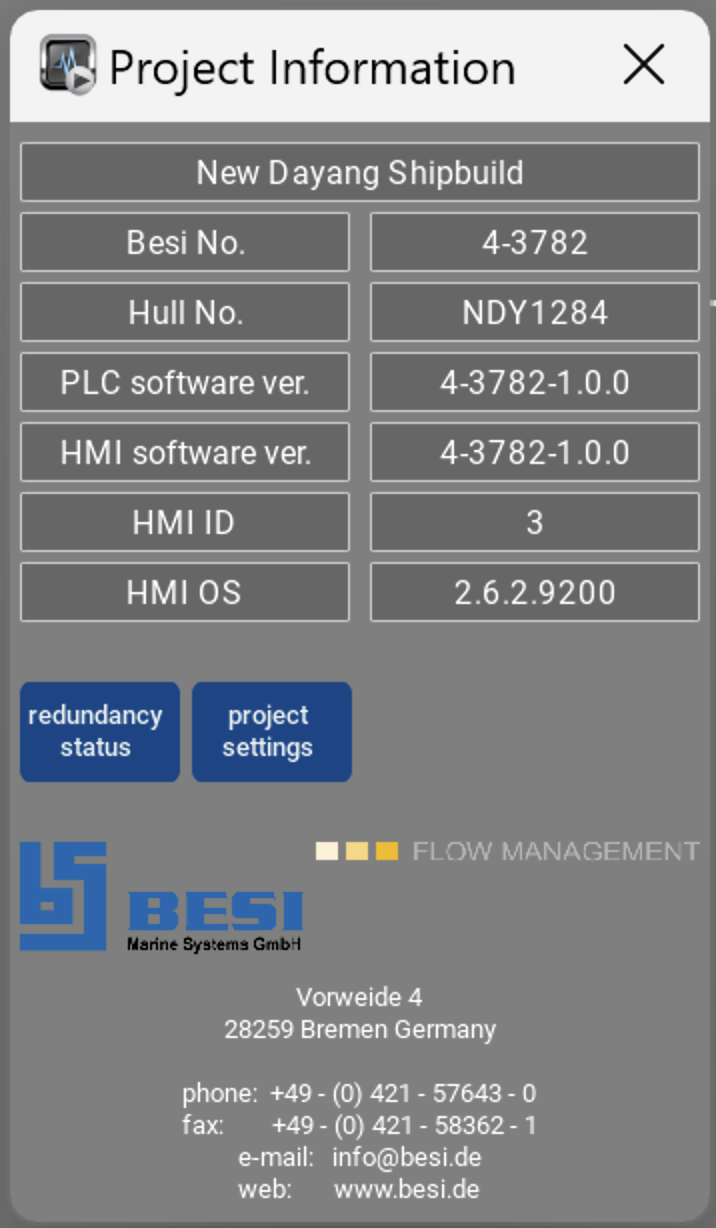 Project Information
New Dayang Shipbuild
Besi No. 4-3782
Hull No. NDY1284
PLC software ver. 4-3782-1.0.0
HMI software ver. 4-3782-1.0.0
HMI ID 3
HMI OS 2.6.2.9200
redundancy
status
project
settings
FLOW MANAGEMENT
BESI
Marine Systems GmbH
Vorweide 4
28259 Bremen Germany
phone: +49 - (0) 421 - 57643 - 0
fax: +49 - (0) 421 - 58362 - 1
e-mail: info@besi.de
web: www.besi.de